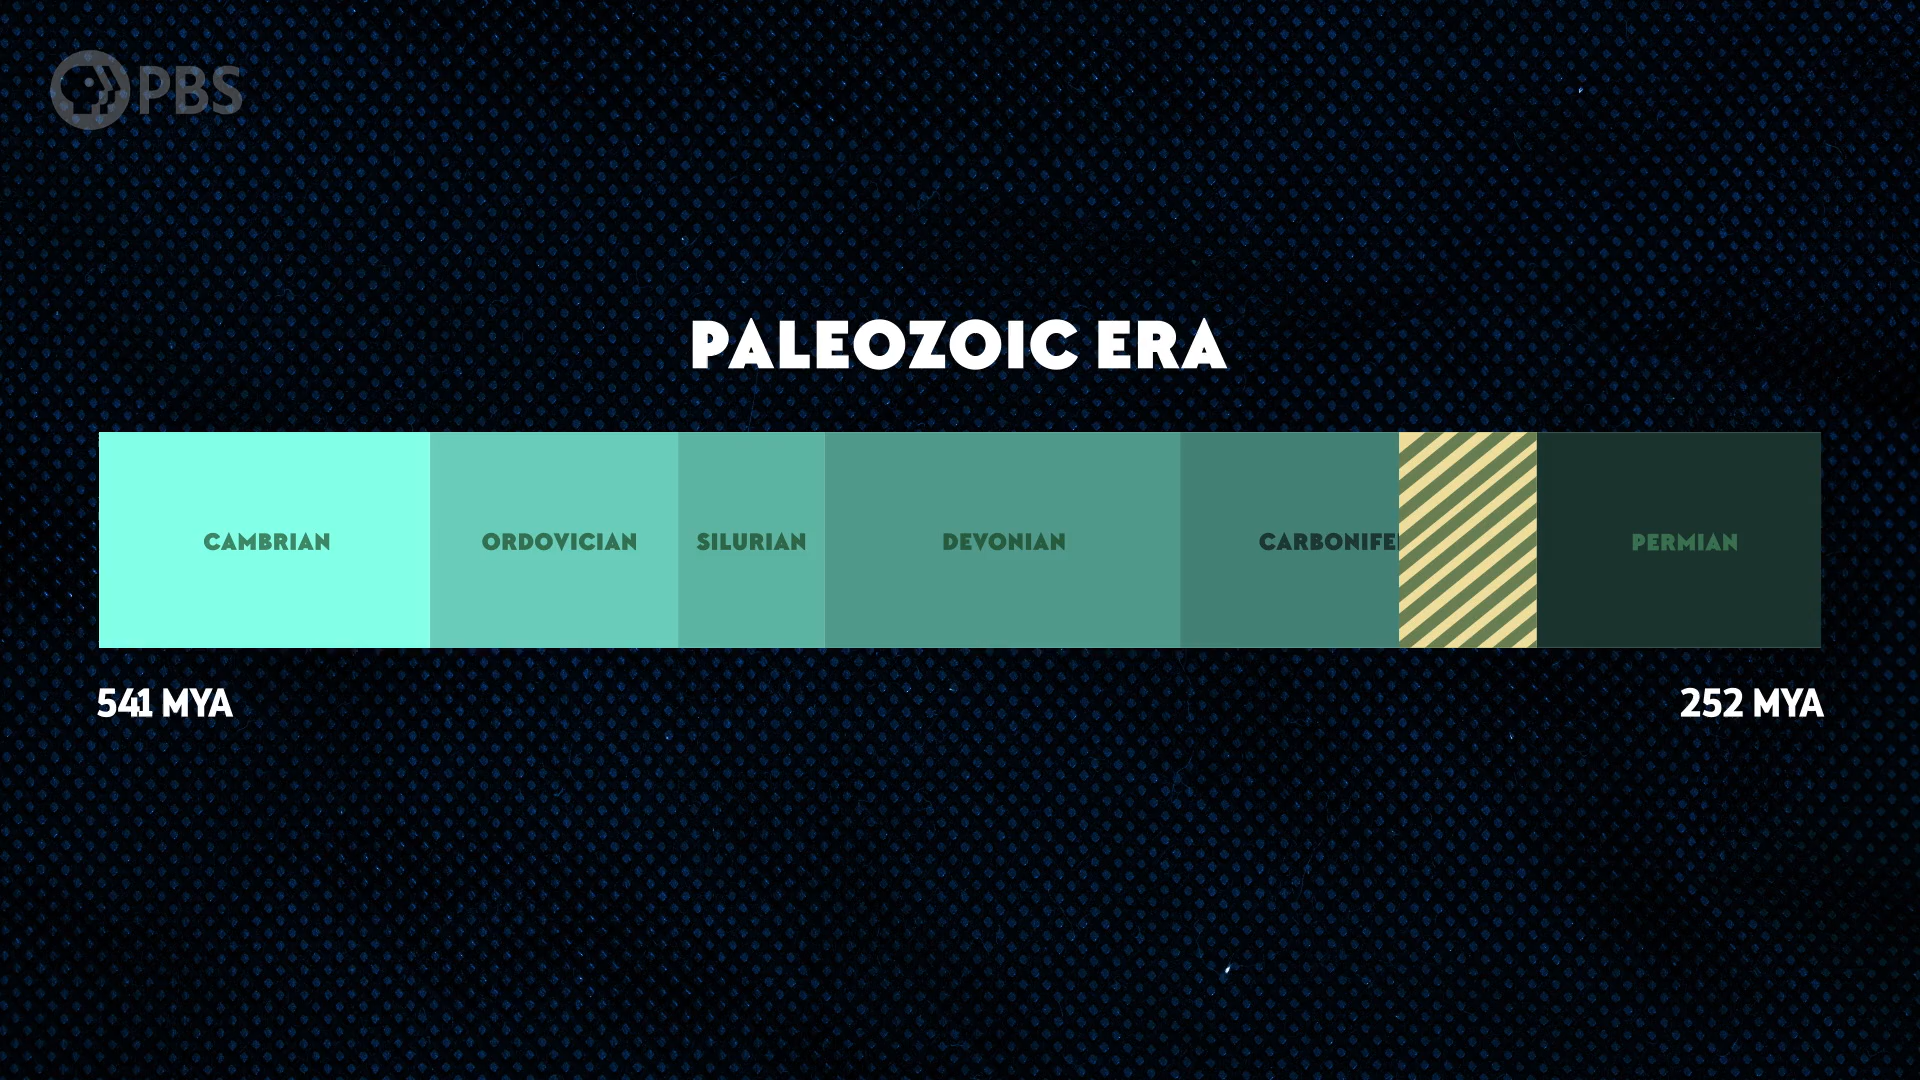 PBS
PALEOZOIC ERA
CAMBRIAN ORDOVICIAN SILURIAN DEVONIAN CARBONIFE PERMIAN
541 MYA 252 MYA